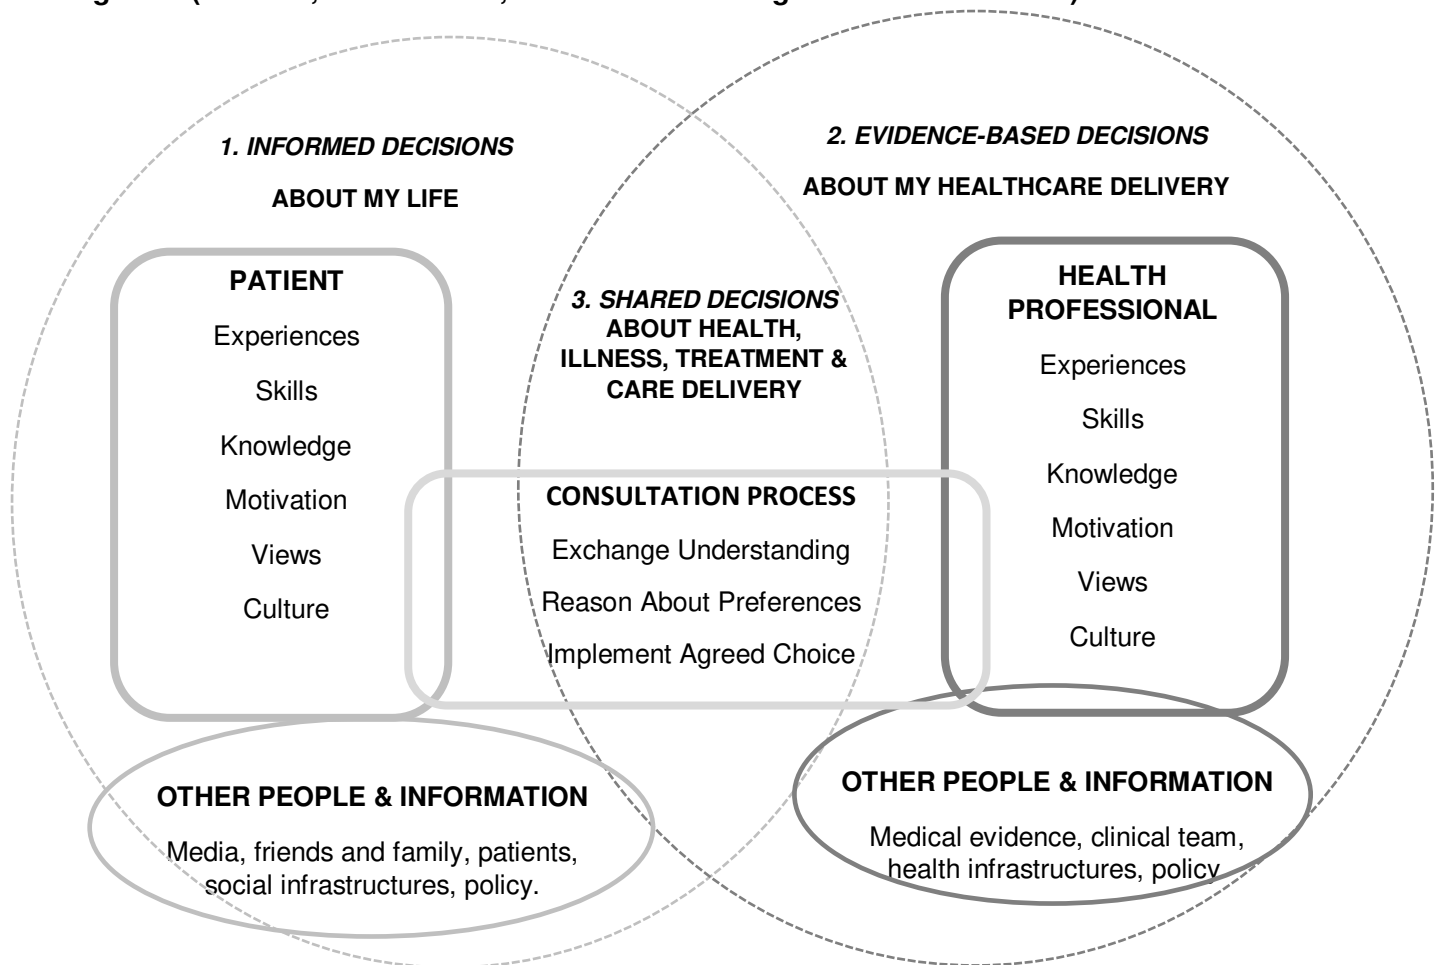 1. INFORMED DECISIONS
ABOUT MY LIFE
2. EVIDENCE-BASED DECISIONS
ABOUT MY HEALTHCARE DELIVERY
PATIENT
Experiences
Skills
Knowledge
Motivation
Views
Culture
3. SHARED DECISIONS
ABOUT HEALTH,
ILLNESS, TREATMENT &
CARE DELIVERY
CONSULTATION PROCESS
Exchange Understanding
Reason About Preferences
Implement Agreed Choice
HEALTH
PROFESSIONAL
Experiences
Skills
Knowledge
Motivation
Views
Culture
OTHER PEOPLE & INFORMATION
Media, friends and family, patients,
social infrastructures, policy.
OTHER PEOPLE & INFORMATION
Medical evidence, clinical team,
health infrastructures, policy